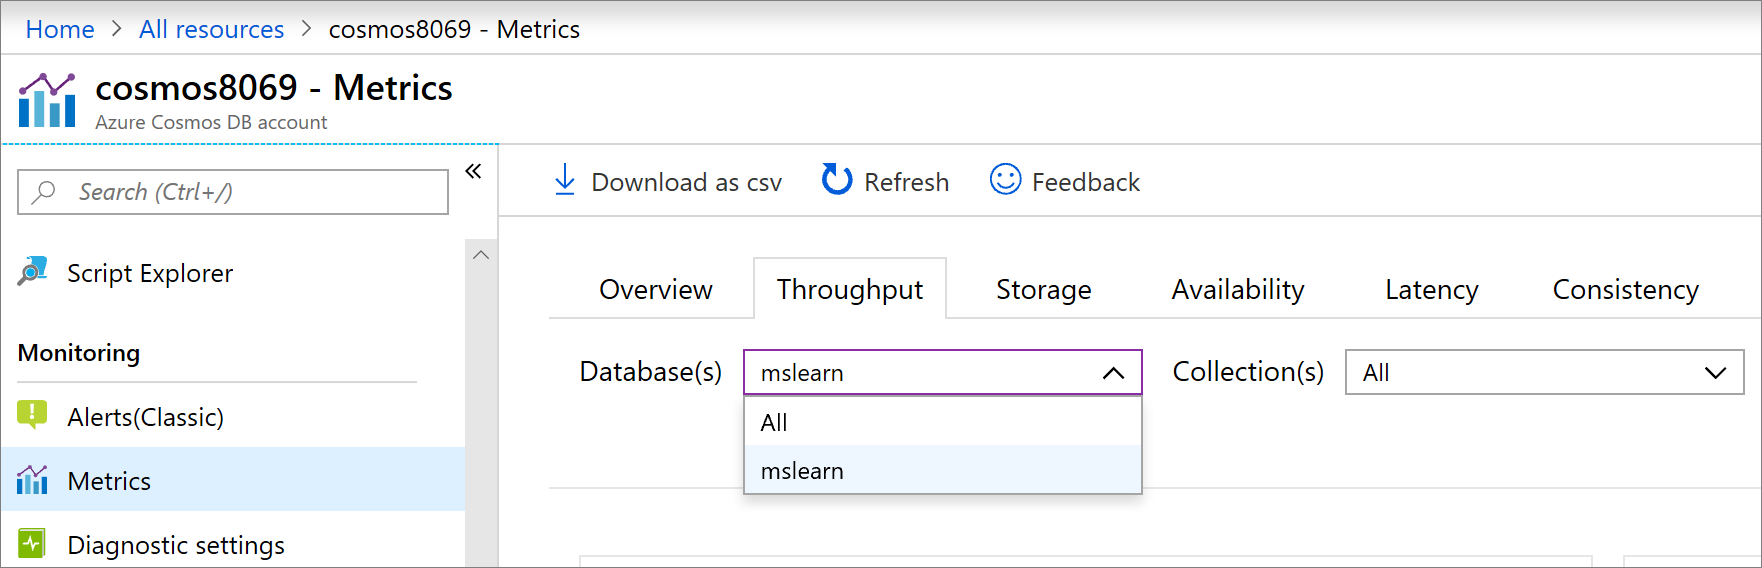 Home > All resources > cosmos8069 - Metrics
cosmos8069 - Metrics
Azure Cosmos DB account
Search (Ctrl+/)
«
Script Explorer
Monitoring
Alerts(Classic)
Metrics
Diagnostic settings
Download as csv Refresh Feedback
Overview Throughput Storage Availability Latency Consistency
Database(s) mslearn Collection(s) All
All
mslearn